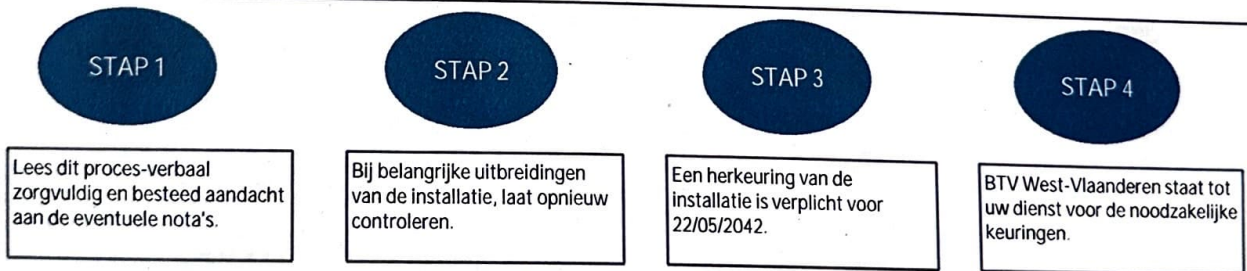 STAP 1
Lees dit proces-verbaal
zorgvuldig en besteed aandacht
aan de eventuele nota's.
STAP 2
Bij belangrijke uitbreidingen
van de installatie, laat opnieuw
controleren.
STAP 3
Een herkeuring van de
installatie is verplicht voor
22/05/2042.
STAP 4
BTV West-Vlaanderen staat tot
uw dienst voor de noodzakelijke
keuringen.